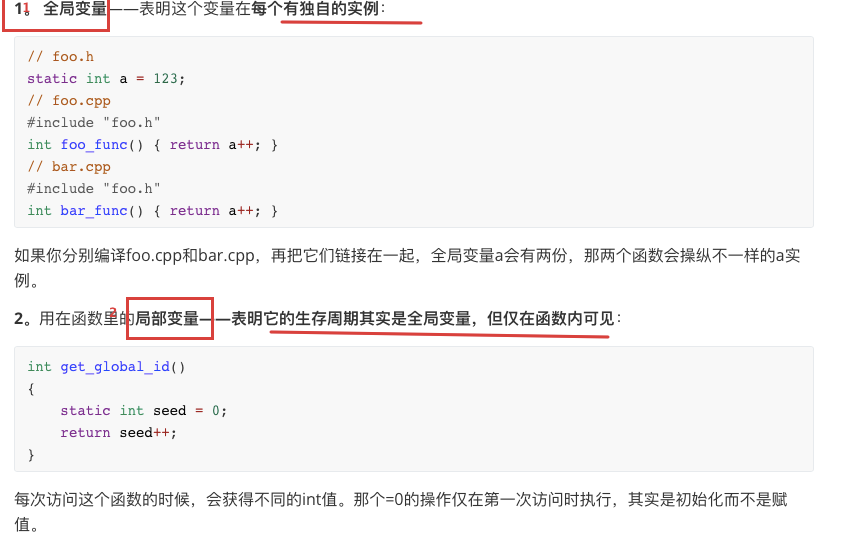 1。全局变量——表明这个变量在每个有独自的实例：
// foo.h
static int a = 123;
// foo.cpp
#include "foo.h"
int foo_func() { return a++; }
// bar.cpp
#include "foo.h"
int bar_func() { return a++; }
如果你分别编译foo.cpp和bar.cpp，再把它们链接在一起，全局变量a会有两份，那两个函数会操纵不一样的a实
例。
2。用在函数里的局部变量——表明它的生存周期其实是全局变量，但仅在函数内可见：
int get_global_id()
{
    static int seed = 0;
    return seed++;
}
每次访问这个函数的时候，会获得不同的int值。那个=0的操作仅在第一次访问时执行，其实是初始化而不是赋
值。